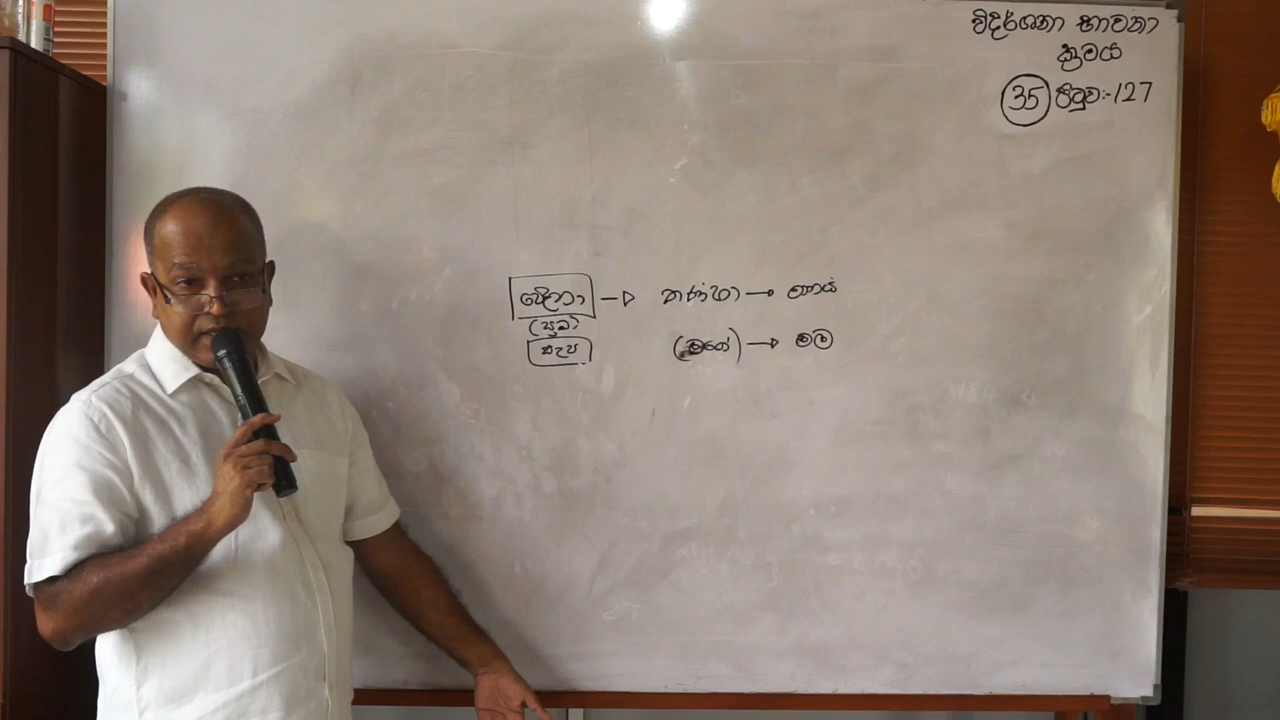 විදර්ශනා භාවනා
ක්‍රමය
35 පිටුව:-127
වේදනා → තණ්හා →
(සුඛ)
සැප (මගේ) → මම